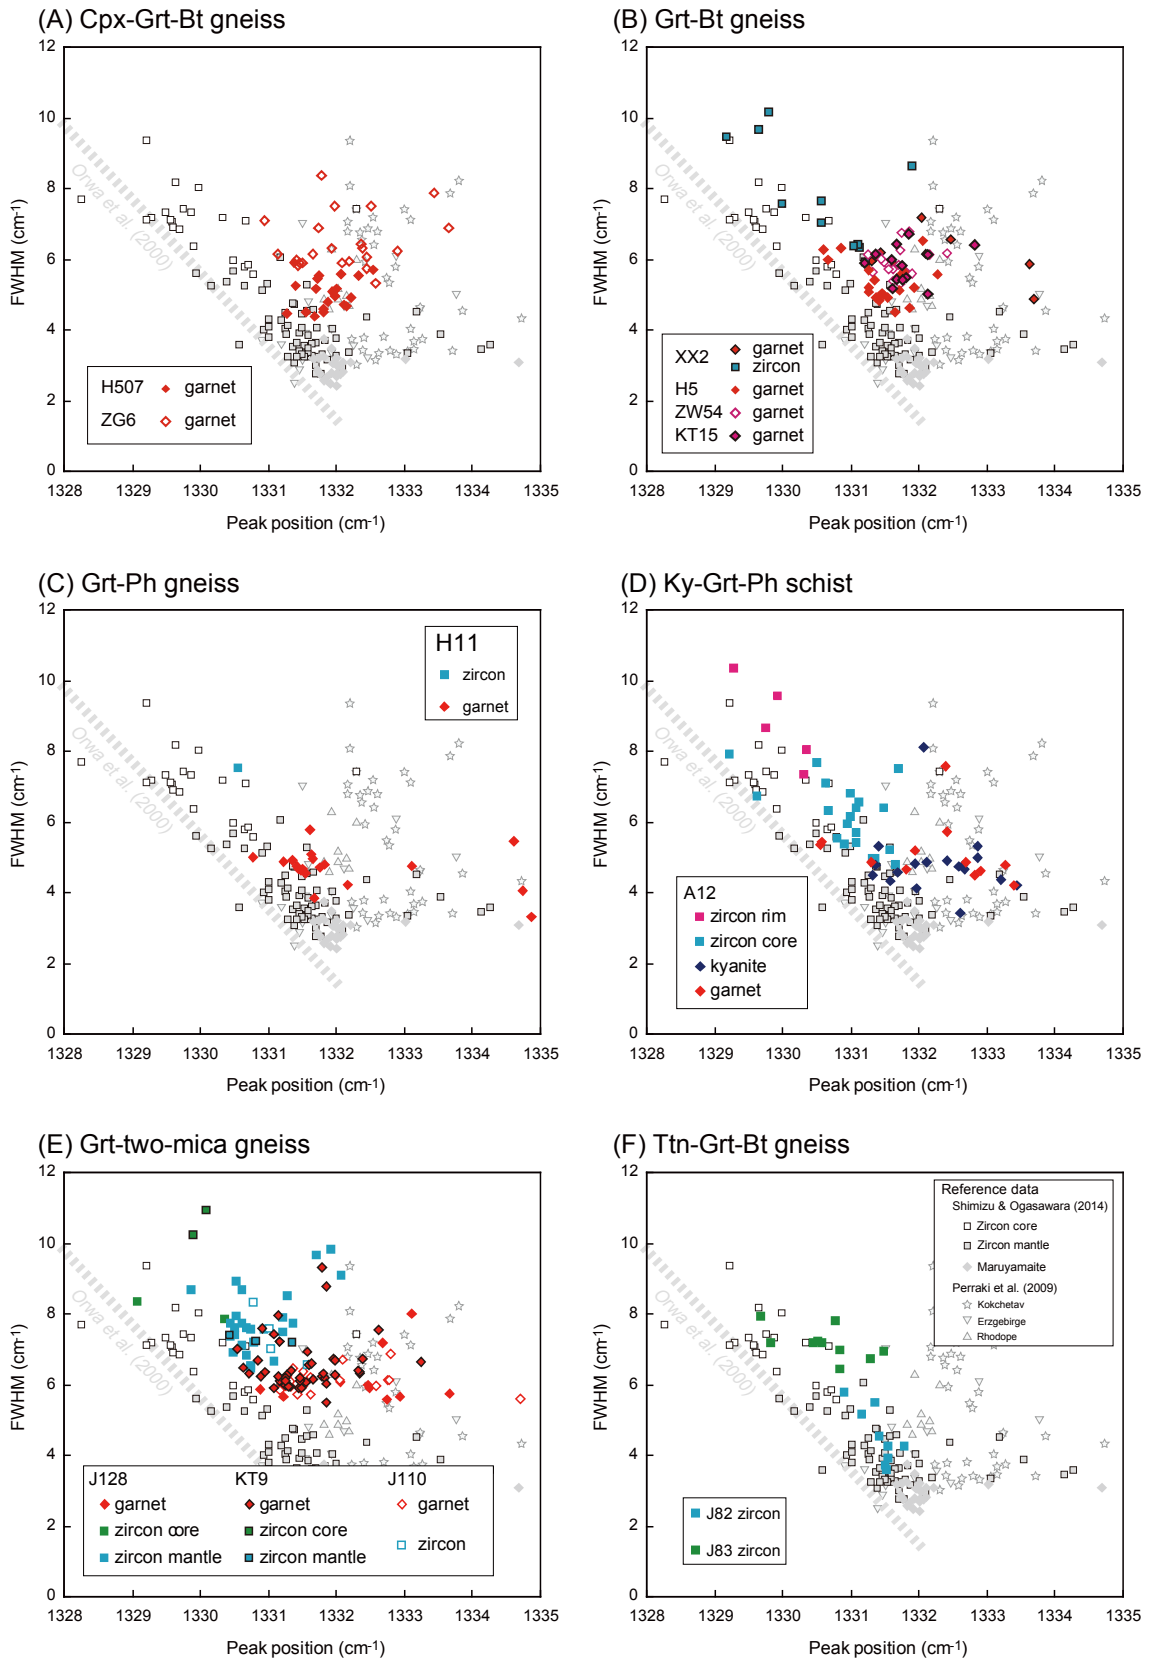 (A) Cpx-Grt-Bt gneiss
12
10
8
6
4
2
0
FWHM (cm-1)
Orwa et al. (2000)
H507 garnet
ZG6 garnet
1328 1329 1330 1331 1332 1333 1334 1335
Peak position (cm-1)
(B) Grt-Bt gneiss
12
10
8
6
4
2
0
FWHM (cm-1)
Orwa et al. (2000)
XX2 garnet
zircon
H5 garnet
ZW54 garnet
KT15 garnet
1328 1329 1330 1331 1332 1333 1334 1335
Peak position (cm-1)
(C) Grt-Ph gneiss
12
10
8
6
4
2
0
FWHM (cm-1)
Orwa et al. (2000)
H11
zircon
garnet
1328 1329 1330 1331 1332 1333 1334 1335
Peak position (cm-1)
(D) Ky-Grt-Ph schist
12
10
8
6
4
2
0
FWHM (cm-1)
Orwa et al. (2000)
A12
zircon rim
zircon core
kyanite
garnet
1328 1329 1330 1331 1332 1333 1334 1335
Peak position (cm-1)
(E) Grt-two-mica gneiss
12
10
8
6
4
2
0
FWHM (cm-1)
Orwa et al. (2000)
J128 KT9 J110
garnet garnet garnet
zircon core zircon core zircon
zircon mantle zircon mantle
1328 1329 1330 1331 1332 1333 1334 1335
Peak position (cm-1)
(F) Ttn-Grt-Bt gneiss
12
10
8
6
4
2
0
FWHM (cm-1)
Orwa et al. (2000)
Reference data
Shimizu & Ogasawara (2014)
Zircon core
Zircon mantle
Maruyamaite
Perraki et al. (2009)
Kokchetav
Erzgebirge
Rhodope
J82 zircon
J83 zircon
1328 1329 1330 1331 1332 1333 1334 1335
Peak position (cm-1)